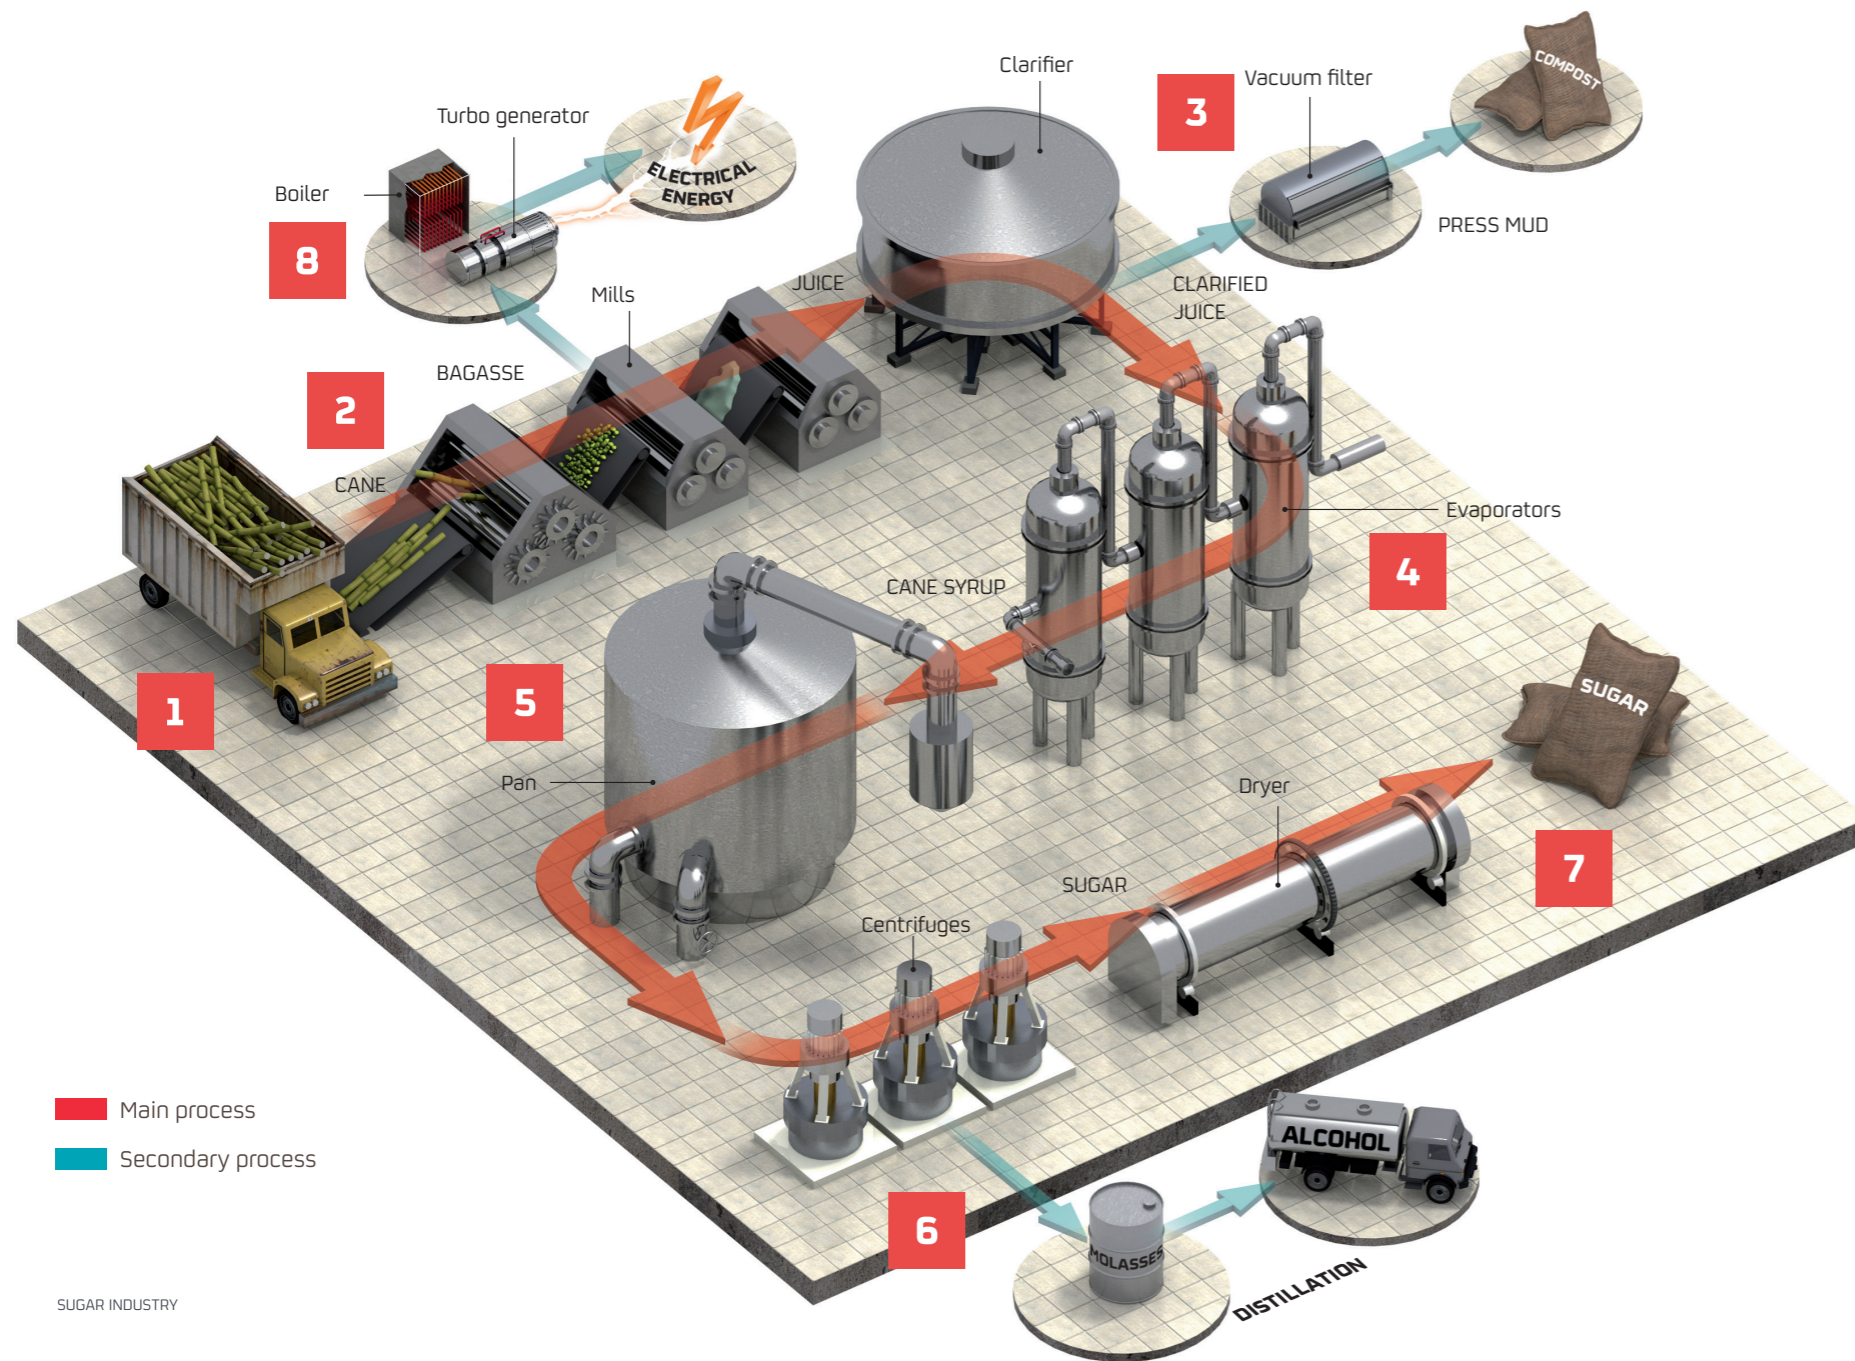 Clarifier
3
Vacuum filter
COMPOST
Turbo generator
ELECTRICAL
ENERGY
Boiler
8
PRESS MUD
Mills
JUICE
CLARIFIED
JUICE
BAGASSE
2
CANE
Evaporators
4
CANE SYRUP
1
5
SUGAR
Pan
Dryer
7
SUGAR
Centrifuges
Main process
Secondary process
ALCOHOL
6
MOLASSES
DISTILLATION
SUGAR INDUSTRY